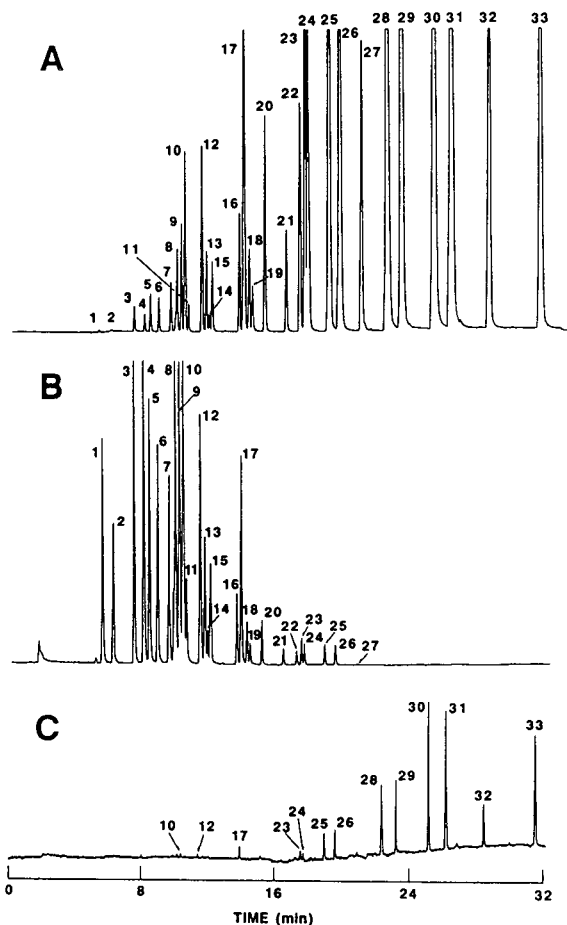 A
1 2 3 4 5 6 7 8 9 10 11 12 13 14 15 16 17 18 19 20 21 22 23 24 25 26 27 28 29 30 31 32 33
B
1 2 3 4 5 6 7 8 9 10 11 12 13 14 15 16 17 18 19 20 21 22 23 24 25 26 27
C
10 12 17 23 24 25 26 28 29 30 31 32 33
0 8 16 24 32
TIME (min)